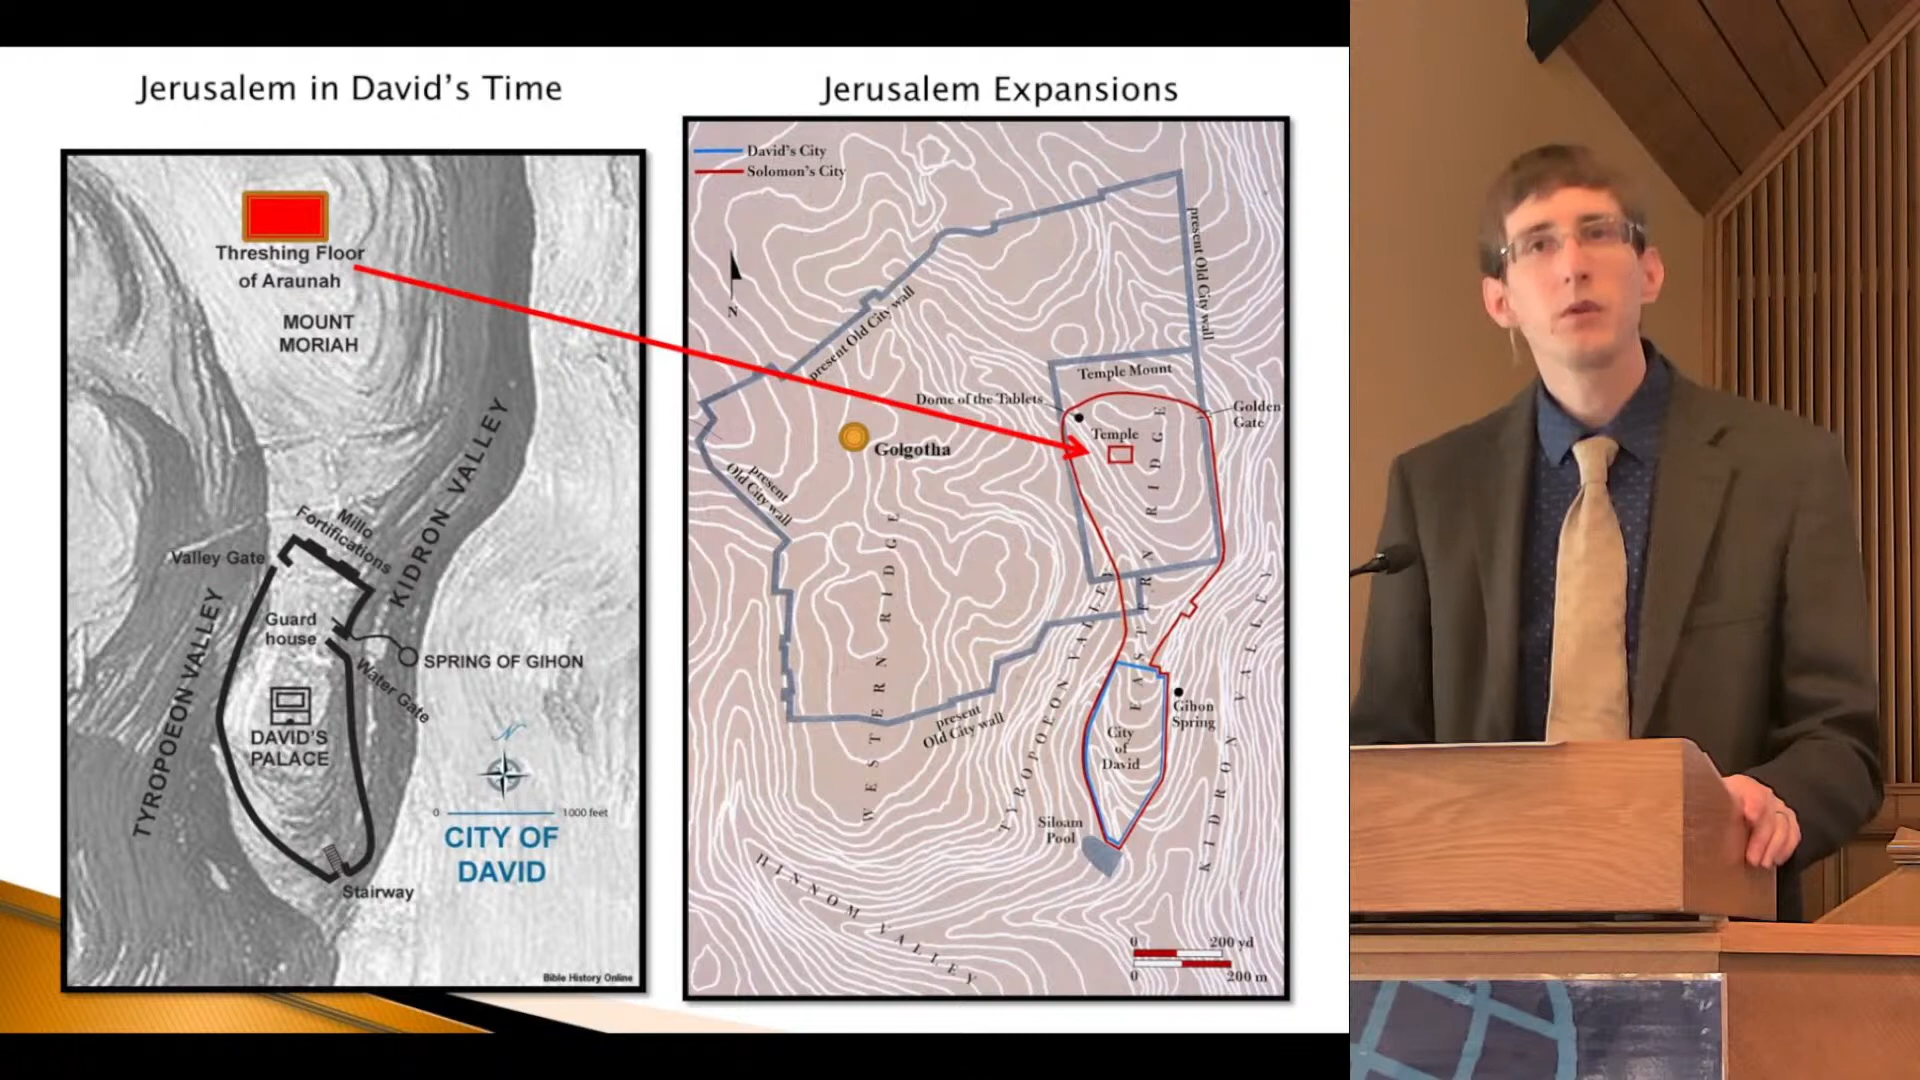 Jerusalem in David's Time
Threshing Floor
of Araunah
MOUNT
MORIAH
Millo
Fortifications
Valley Gate
KIDRON VALLEY
TYROPOEON VALLEY
Guard
house
SPRING OF GIHON
Water Gate
DAVID'S
PALACE
N
0 1000 feet
CITY OF
DAVID
Stairway
Bible History Online
Jerusalem Expansions
David's City
Solomon's City
N
present Old City wall
present Old City wall
Temple Mount
Dome of the Tablets
Golden
Gate
Temple
Golgotha
present
Old City wall
WESTERN RIDGE
EASTERN RIDGE
TYROPOEON VALLEY
KIDRON VALLEY
present
Old City wall
Gihon
Spring
City
of
David
Siloam
Pool
HINNOM VALLEY
0 200 yd
0 200 m